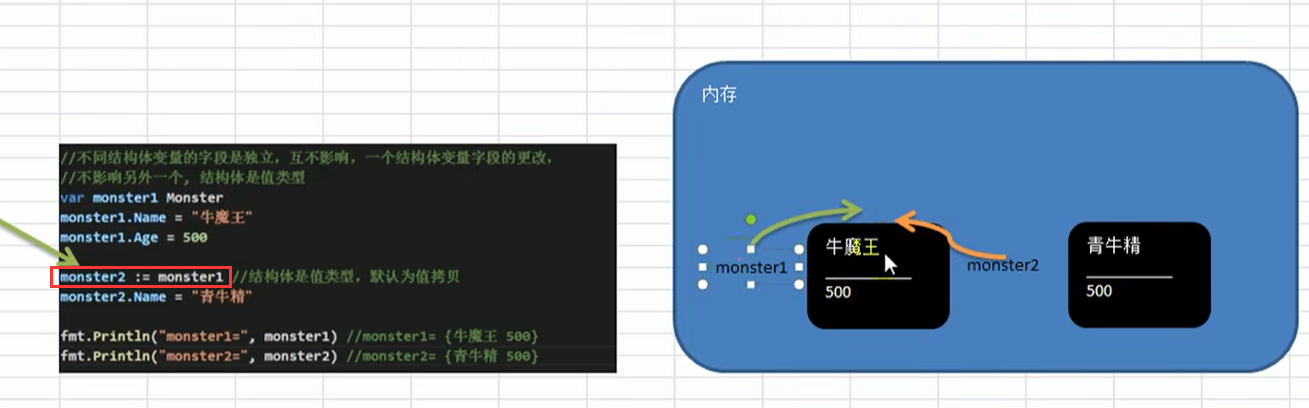 //不同结构体变量的字段是独立，互不影响，一个结构体变量字段的更改，
//不影响另外一个, 结构体是值类型
var monster1 Monster
monster1.Name = "牛魔王"
monster1.Age = 500
monster2 := monster1 //结构体是值类型，默认为值拷贝
monster2.Name = "青牛精"
fmt.Println("monster1=", monster1) //monster1= {牛魔王 500}
fmt.Println("monster2=", monster2) //monster2= {青牛精 500}
内存
monster1
牛魔王
500
monster2
青牛精
500